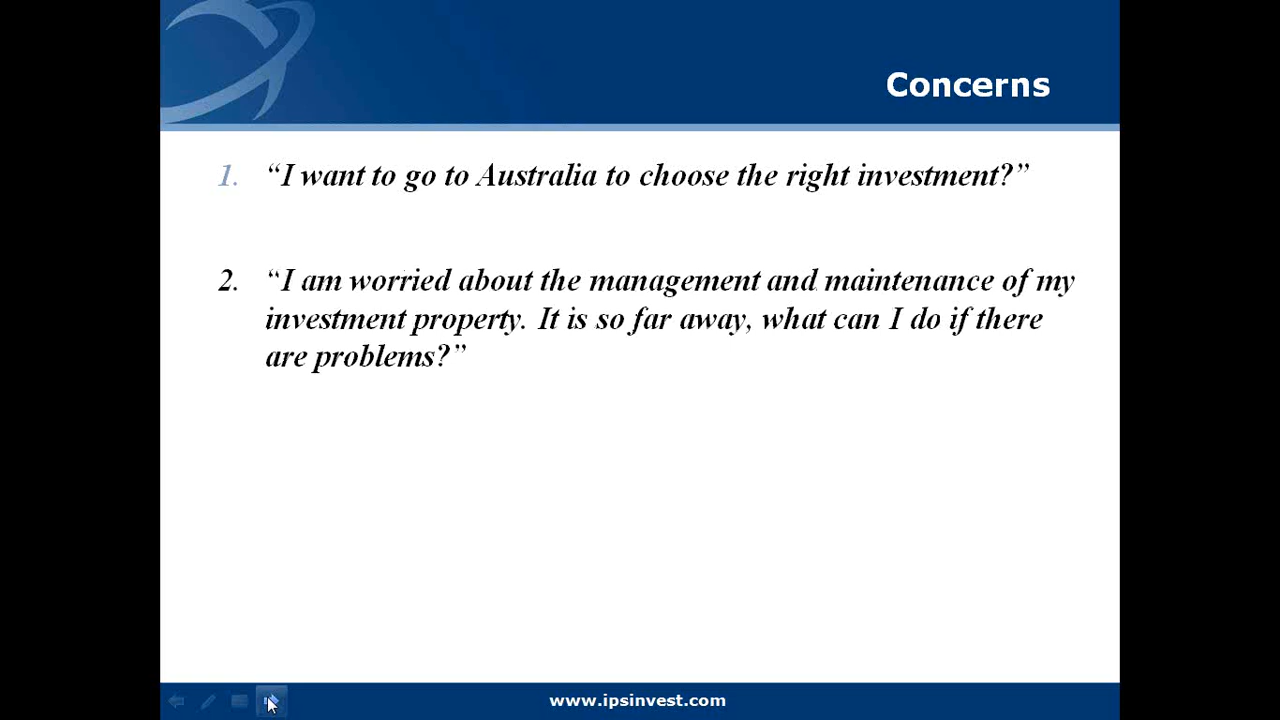 Concerns
1. “I want to go to Australia to choose the right investment?”
2. “I am worried about the management and maintenance of my
investment property. It is so far away, what can I do if there
are problems?”
www.ipsinvest.com